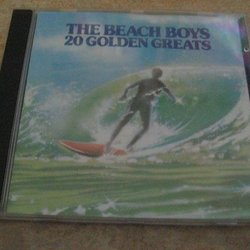 THE BEACH BOYS
20 GOLDEN GREATS